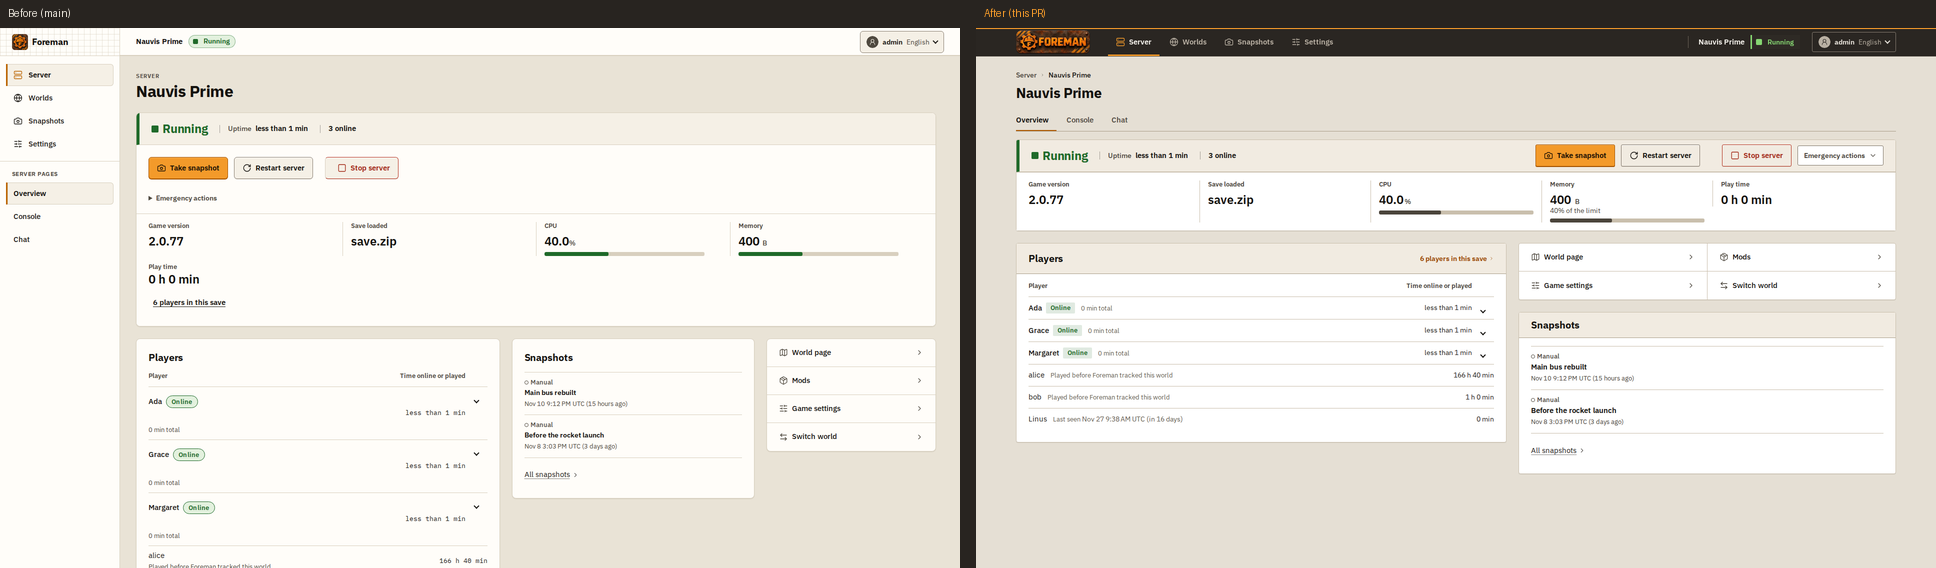 Before (main)
Foreman
Nauvis Prime
Running
admin English
Server
Worlds
Snapshots
Settings
SERVER PAGES
Overview
Console
Chat
SERVER
Nauvis Prime
Running
Uptime less than 1 min
3 online
Take snapshot
Restart server
Stop server
Emergency actions
Game version
2.0.77
Save loaded
save.zip
CPU
40.0%
Memory
400 B
Play time
0 h 0 min
6 players in this save
Players
Player
Time online or played
Ada Online
less than 1 min
0 min total
Grace Online
less than 1 min
0 min total
Margaret Online
less than 1 min
0 min total
alice
166 h 40 min
Played before Foreman tracked this world
Snapshots
Manual
Main bus rebuilt
Nov 10 9:12 PM UTC (15 hours ago)
Manual
Before the rocket launch
Nov 8 3:03 PM UTC (3 days ago)
All snapshots
World page
Mods
Game settings
Switch world
After (this PR)
FOREMAN
Server
Worlds
Snapshots
Settings
Nauvis Prime
Running
admin English
Server
Nauvis Prime
Nauvis Prime
Overview
Console
Chat
Running
Uptime less than 1 min
3 online
Take snapshot
Restart server
Stop server
Emergency actions
Game version
2.0.77
Save loaded
save.zip
CPU
40.0%
Memory
400 B
40% of the limit
Play time
0 h 0 min
Players
6 players in this save
Player
Time online or played
Ada Online 0 min total
less than 1 min
Grace Online 0 min total
less than 1 min
Margaret Online 0 min total
less than 1 min
alice Played before Foreman tracked this world
166 h 40 min
bob Played before Foreman tracked this world
1 h 0 min
Linus Last seen Nov 27 9:38 AM UTC (in 16 days)
0 min
World page
Mods
Game settings
Switch world
Snapshots
Manual
Main bus rebuilt
Nov 10 9:12 PM UTC (15 hours ago)
Manual
Before the rocket launch
Nov 8 3:03 PM UTC (3 days ago)
All snapshots